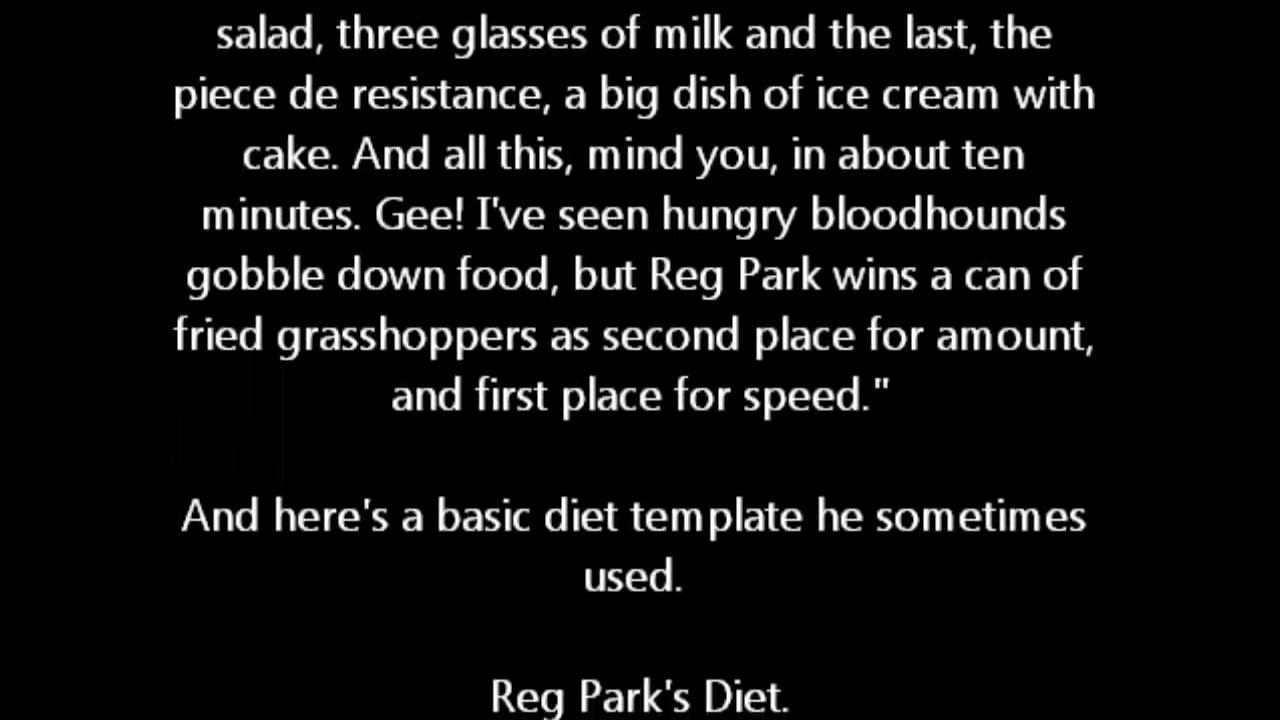 salad, three glasses of milk and the last, the
piece de resistance, a big dish of ice cream with
cake. And all this, mind you, in about ten
minutes. Gee! I've seen hungry bloodhounds
gobble down food, but Reg Park wins a can of
fried grasshoppers as second place for amount,
and first place for speed."
And here's a basic diet template he sometimes
used.
Reg Park's Diet.